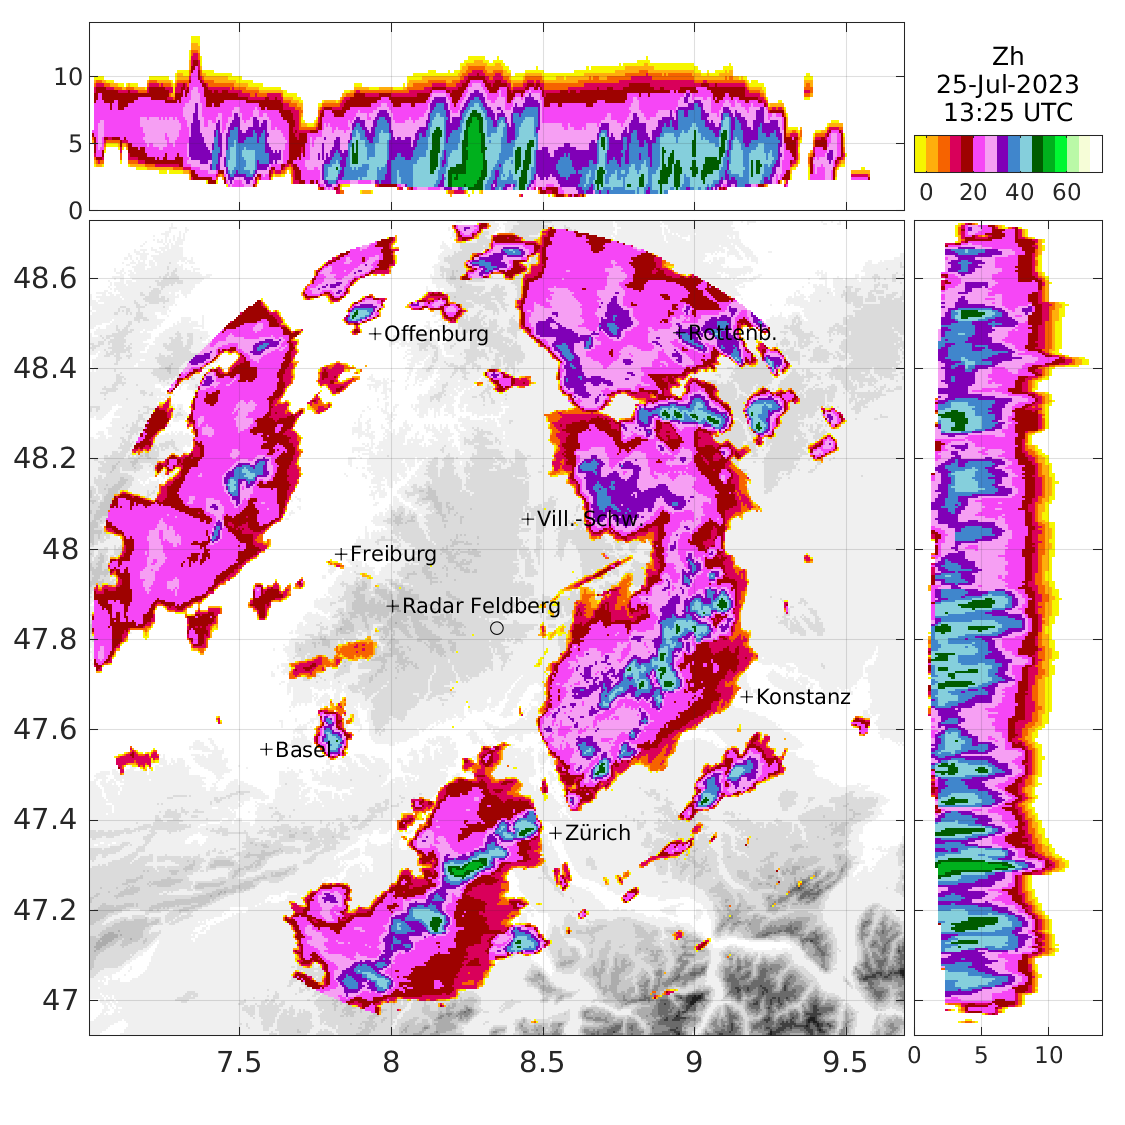 Zh
25-Jul-2023
13:25 UTC
0 20 40 60
10
5
0
48.6
48.4
48.2
48
47.8
47.6
47.4
47.2
47
+Offenburg
+Rottenb.
+Vill.-Schw.
+Freiburg
+Radar Feldberg
+Konstanz
+Basel
+Zürich
7.5 8 8.5 9 9.5
0 5 10